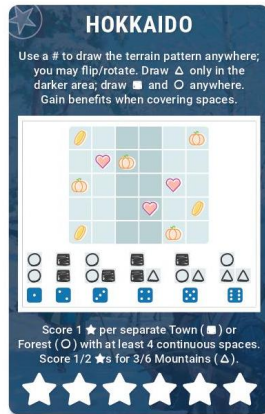 HOKKAIDO
Use a # to draw the terrain pattern anywhere;
you may flip/rotate. Draw △ only in the
darker area; draw ■ and ○ anywhere.
Gain benefits when covering spaces.
Score 1 ★ per separate Town (■) or
Forest (○) with at least 4 continuous spaces.
Score 1/2 ★s for 3/6 Mountains (△).